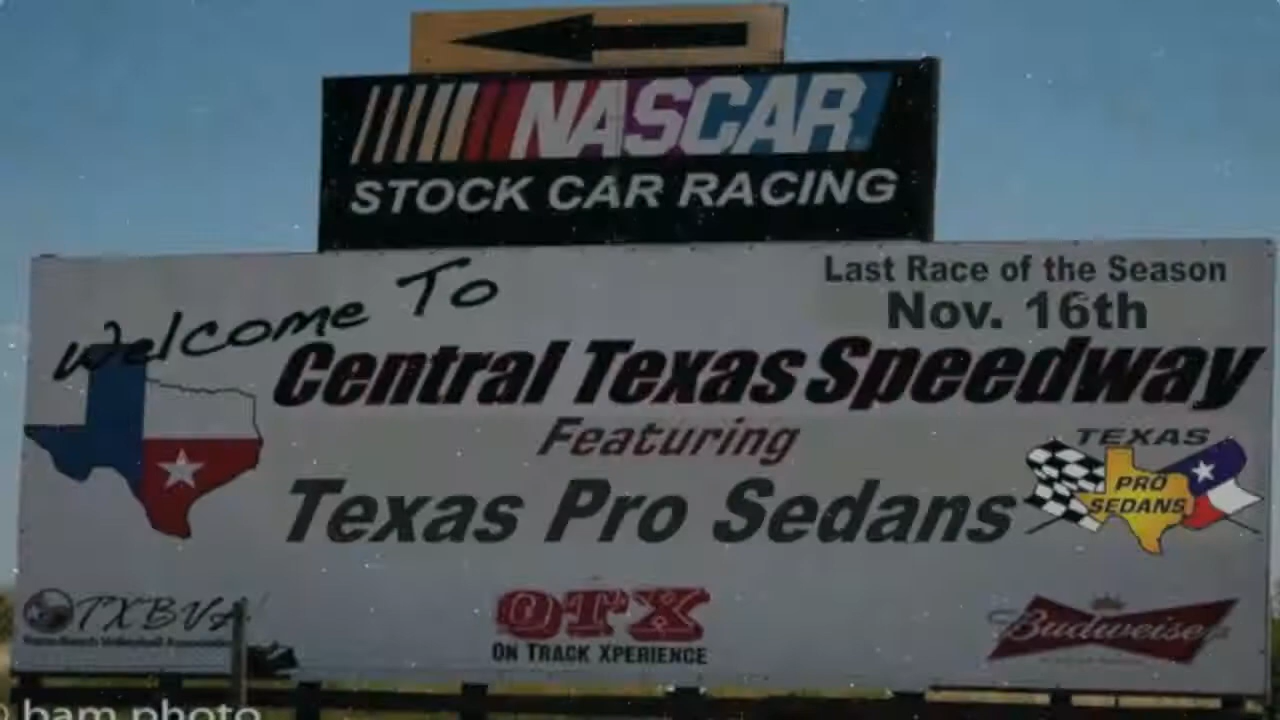 NASCAR
STOCK CAR RACING
Last Race of the Season
Nov. 16th
Welcome To
Central Texas Speedway
Featuring
Texas Pro Sedans
TEXAS
PRO
SEDANS
TXBVA
OTX
ON TRACK XPERIENCE
Budweiser
bam photo